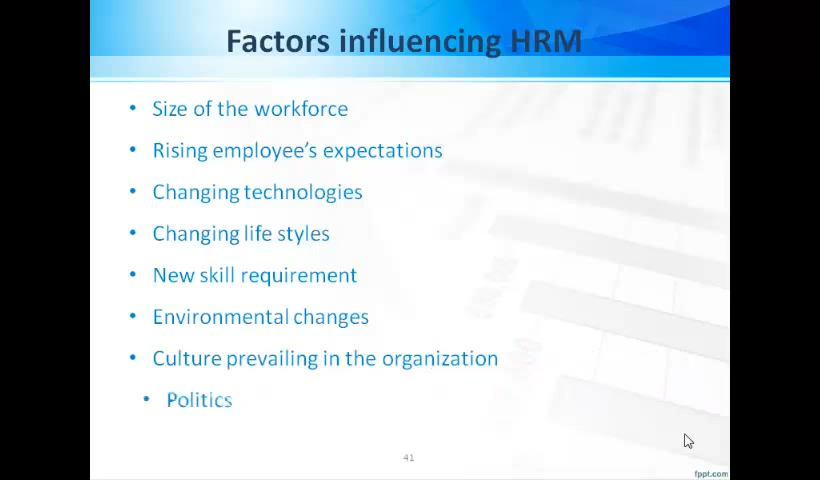 Factors influencing HRM
• Size of the workforce
• Rising employee’s expectations
• Changing technologies
• Changing life styles
• New skill requirement
• Environmental changes
• Culture prevailing in the organization
• Politics
41
fppt.com